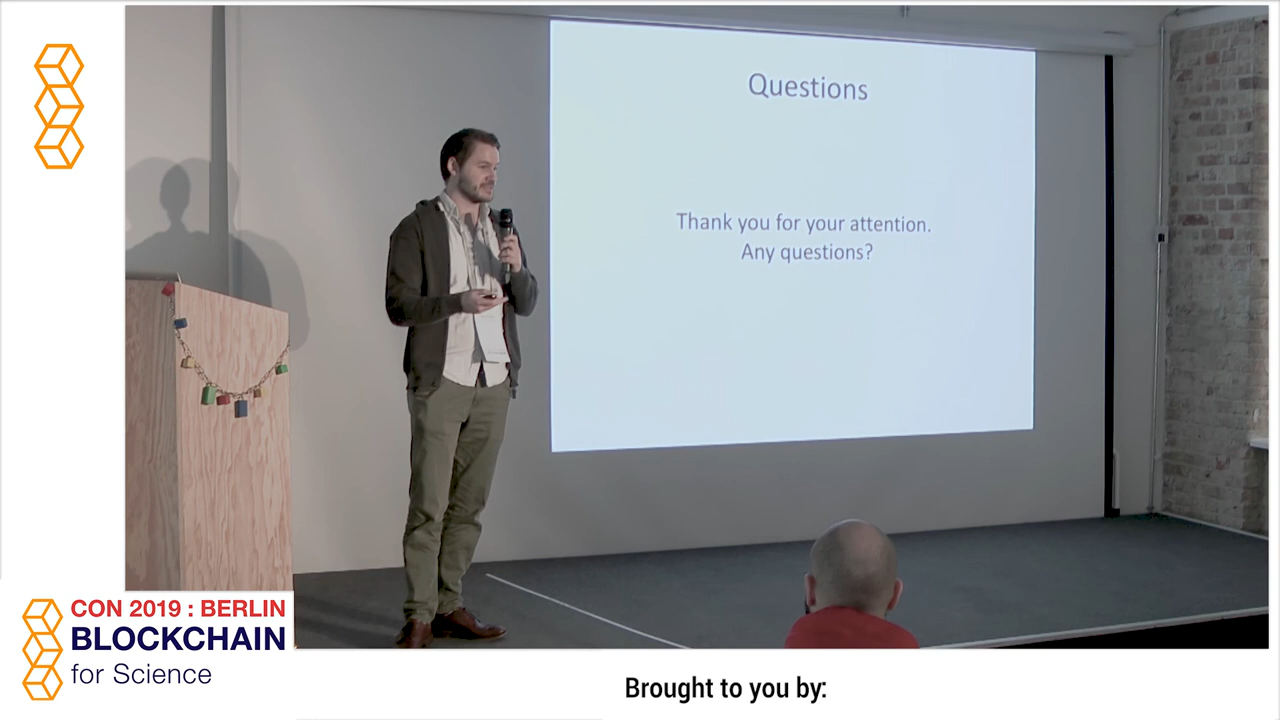 Questions
Thank you for your attention.
Any questions?
CON 2019 : BERLIN
BLOCKCHAIN
for Science
Brought to you by: